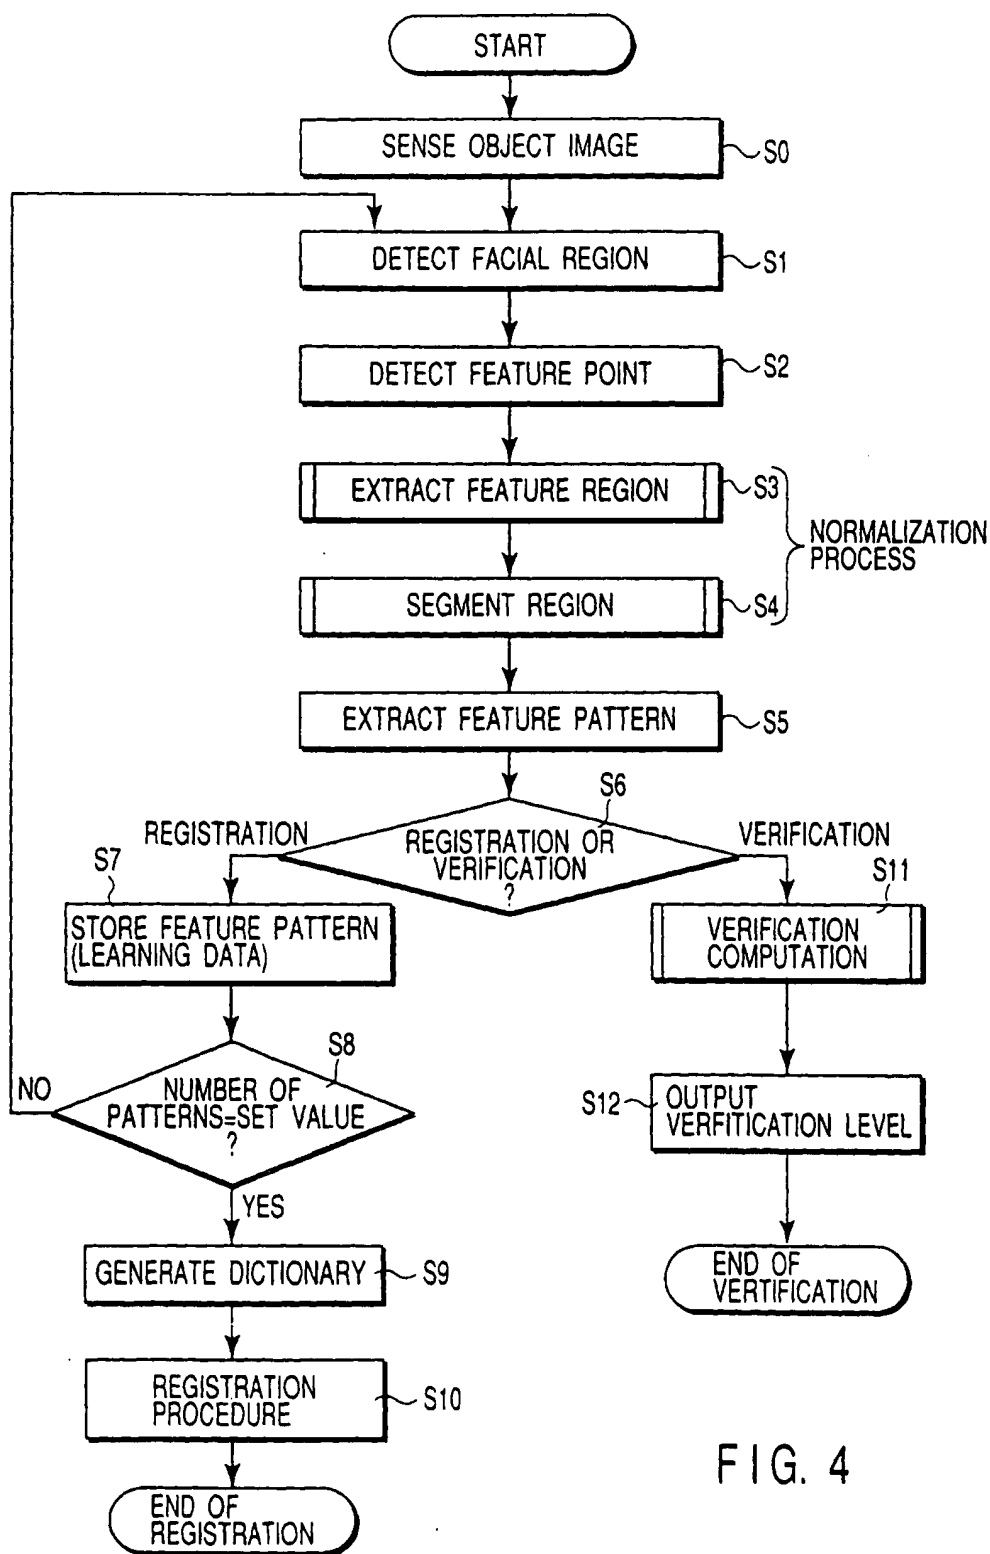 START
SENSE OBJECT IMAGE
S0
DETECT FACIAL REGION
S1
DETECT FEATURE POINT
S2
EXTRACT FEATURE REGION
S3
NORMALIZATION
PROCESS
SEGMENT REGION
S4
EXTRACT FEATURE PATTERN
S5
S6
REGISTRATION
REGISTRATION OR
VERIFICATION
?
VERIFICATION
S7
STORE FEATURE PATTERN
(LEARNING DATA)
S11
VERIFICATION
COMPUTATION
S8
NO
NUMBER OF
PATTERNS=SET VALUE
?
YES
S12
OUTPUT
VERFITICATION LEVEL
GENERATE DICTIONARY
S9
END OF
VERTIFICATION
REGISTRATION
PROCEDURE
S10
END OF
REGISTRATION
FIG. 4